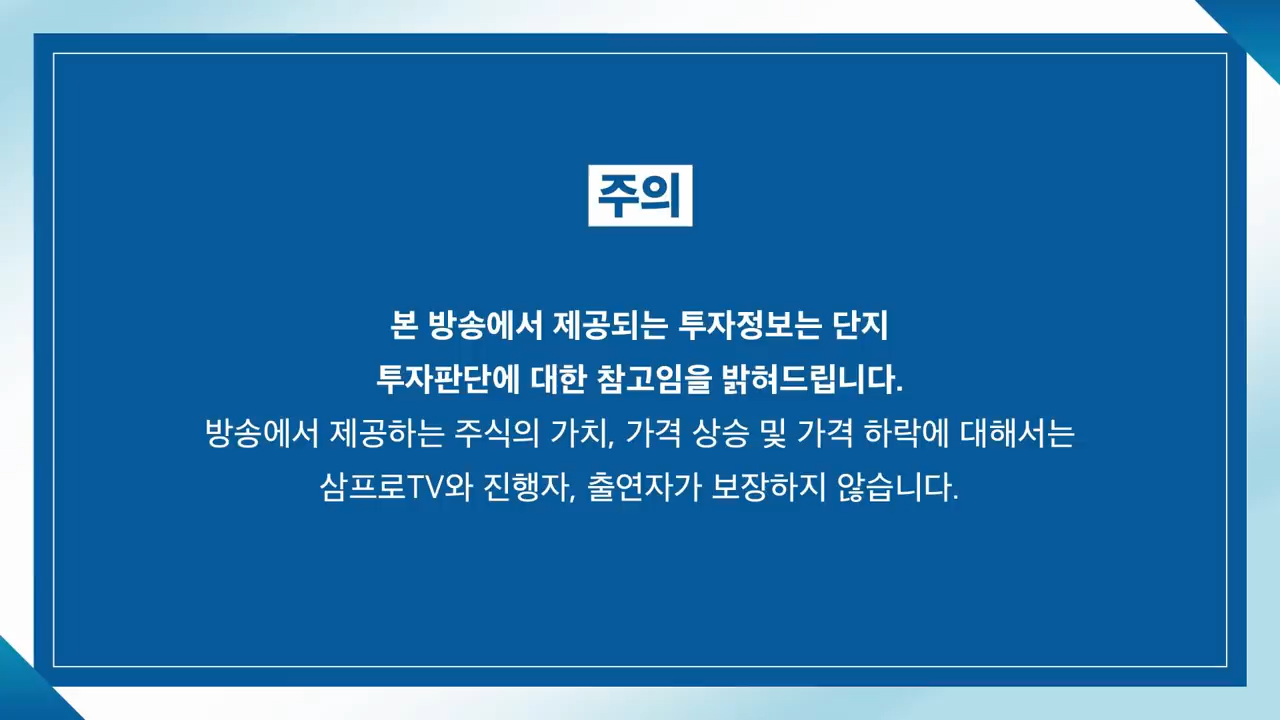 주의
본 방송에서 제공되는 투자정보는 단지
투자판단에 대한 참고임을 밝혀드립니다.
방송에서 제공하는 주식의 가치, 가격 상승 및 가격 하락에 대해서는
삼프로TV와 진행자, 출연자가 보장하지 않습니다.